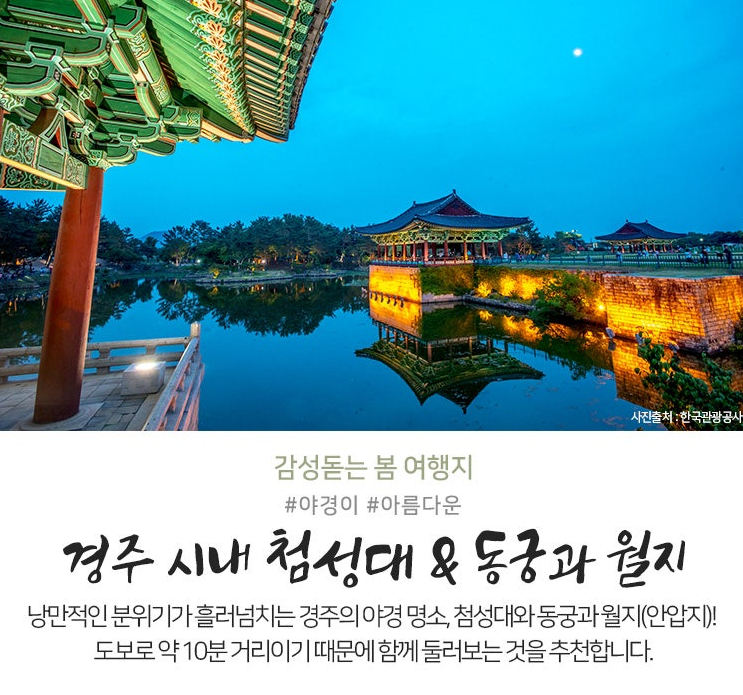 사진출처 : 한국관광공사
감성돋는 봄 여행지
#야경이 #아름다운
경주 시내 첨성대 & 동궁과 월지
낭만적인 분위기가 흘러넘치는 경주의 야경 명소, 첨성대와 동궁과 월지(안압지)!
도보로 약 10분 거리이기 때문에 함께 둘러보는 것을 추천합니다.